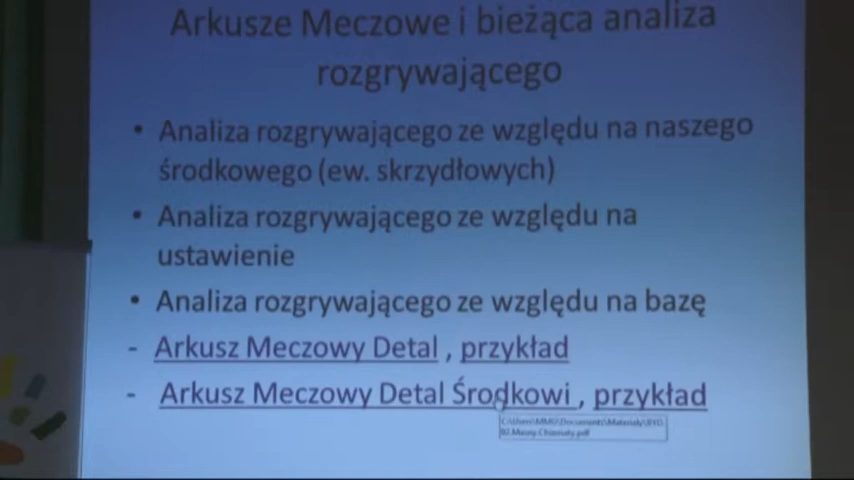 Arkusze Meczowe i bieżąca analiza
rozgrywającego
• Analiza rozgrywającego ze względu na naszego
środkowego (ew. skrzydłowych)
• Analiza rozgrywającego ze względu na
ustawienie
• Analiza rozgrywającego ze względu na bazę
- Arkusz Meczowy Detal , przykład
- Arkusz Meczowy Detal Środkowi , przykład